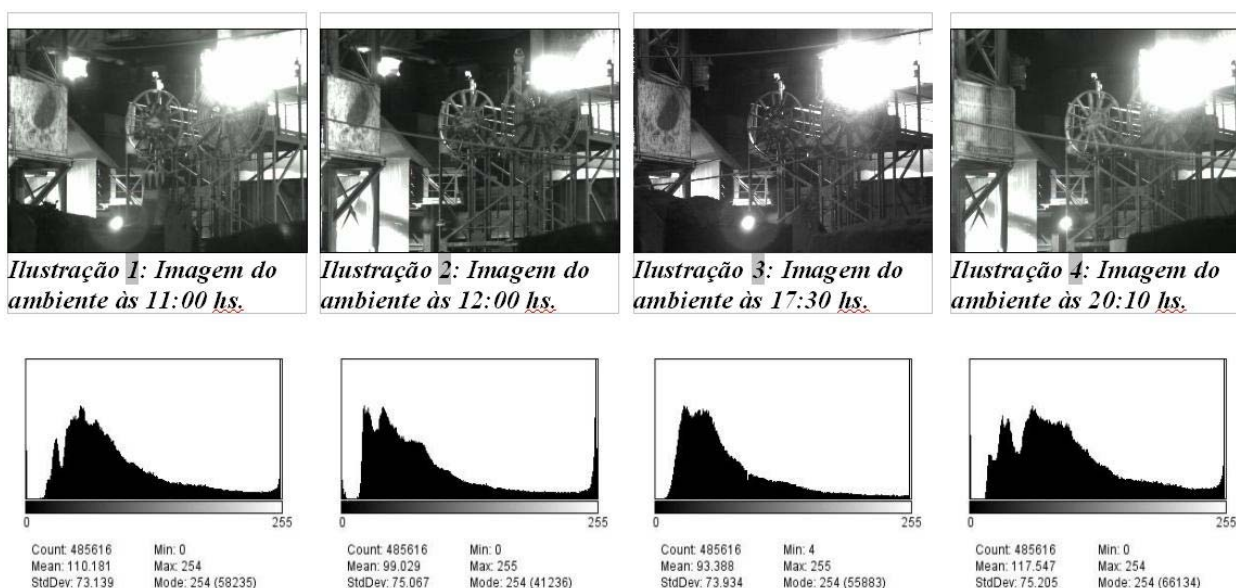 Ilustração 1: Imagem do
ambiente às 11:00 hs.
Ilustração 2: Imagem do
ambiente às 12:00 hs.
Ilustração 3: Imagem do
ambiente às 17:30 hs.
Ilustração 4: Imagem do
ambiente às 20:10 hs.
0 255
Count: 485616 Min: 0
Mean: 110.181 Max: 254
StdDev: 73.139 Mode: 254 (58235)
0 255
Count: 485616 Min: 0
Mean: 99.029 Max: 255
StdDev: 75.067 Mode: 254 (41236)
0 255
Count: 485616 Min: 4
Mean: 93.388 Max: 255
StdDev: 73.934 Mode: 254 (55883)
0 255
Count: 485616 Min: 0
Mean: 117.547 Max: 254
StdDev: 75.205 Mode: 254 (66134)